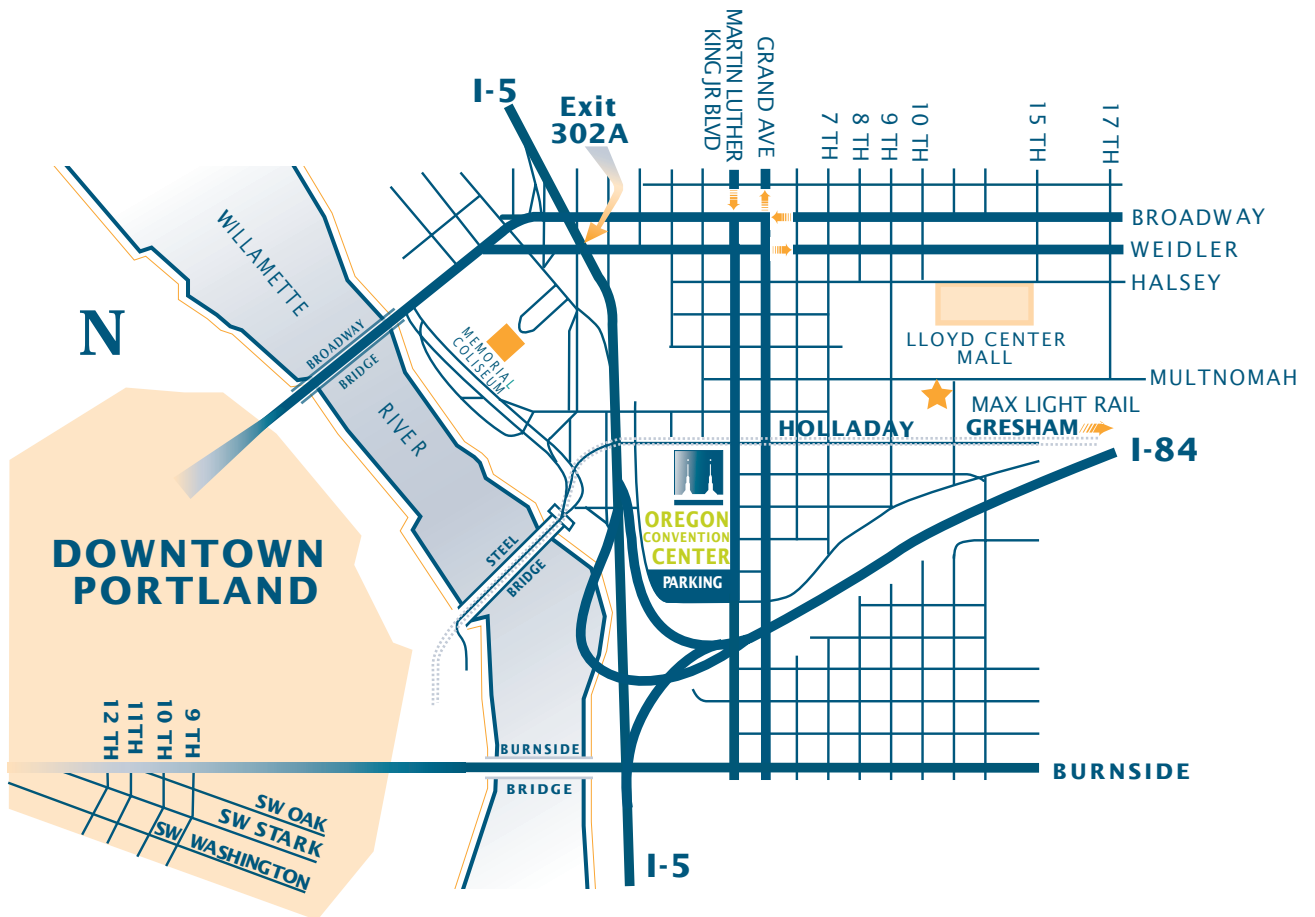 I-5
Exit
302A
MARTIN LUTHER
KING JR BLVD
GRAND AVE
7 TH
8 TH
9 TH
10 TH
15 TH
17 TH
BROADWAY
WEIDLER
HALSEY
WILLAMETTE
RIVER
N
BROADWAY
BRIDGE
MEMORIAL
COLISEUM
LLOYD CENTER
MALL
MULTNOMAH
MAX LIGHT RAIL
HOLLADAY
GRESHAM
I-84
OREGON
CONVENTION
CENTER
PARKING
STEEL
BRIDGE
DOWNTOWN
PORTLAND
12 TH
11TH
10 TH
9 TH
BURNSIDE
BRIDGE
BURNSIDE
SW OAK
SW STARK
SW WASHINGTON
I-5